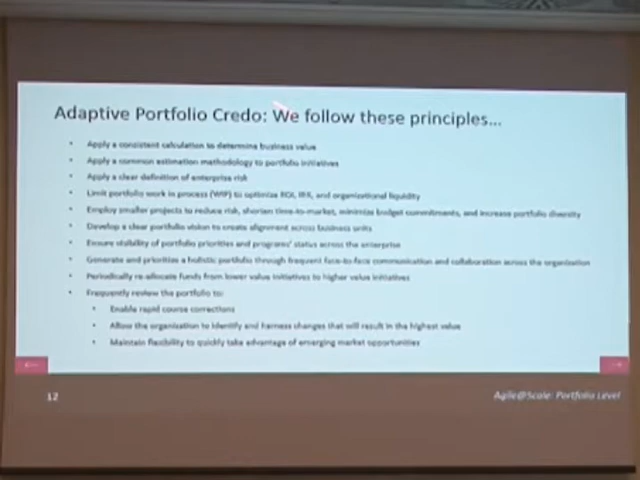 Adaptive Portfolio Credo: We follow these principles...
• Apply a consistent calculation to determine business value
• Apply a common estimation methodology to portfolio initiatives
• Apply a clear definition of enterprise risk
• Limit portfolio work in process (WIP) to optimize ROI, IRR, and organizational liquidity
• Employ smaller projects to reduce risk, shorten time-to-market, minimize budget commitments, and increase portfolio diversity
• Develop a clear portfolio vision to create alignment across business units
• Ensure visibility of portfolio priorities and programs' status across the enterprise
• Generate and prioritize a holistic portfolio through frequent face-to-face communication and collaboration across the organization
• Periodically re-allocate funds from lower value initiatives to higher value initiatives
• Frequently review the portfolio to:
• Enable rapid course corrections
• Allow the organization to identify and harness changes that will result in the highest value
• Maintain flexibility to quickly take advantage of emerging market opportunities
12
Agile@Scale: Portfolio Level